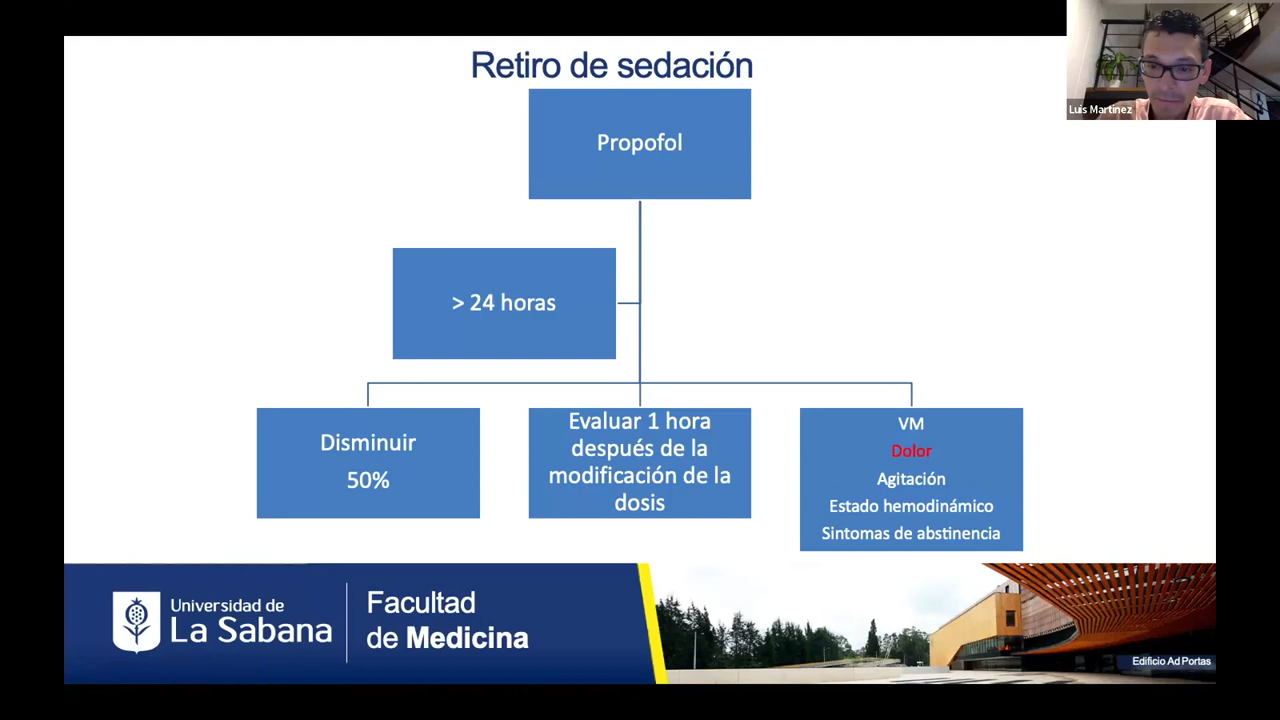 Retiro de sedación
Luis Martinez
Propofol
> 24 horas
Disminuir
50%
Evaluar 1 hora
después de la
modificación de la
dosis
VM
Dolor
Agitación
Estado hemodinámico
Sintomas de abstinencia
Universidad de
La Sabana
Facultad
de Medicina
Edificio Ad Portas